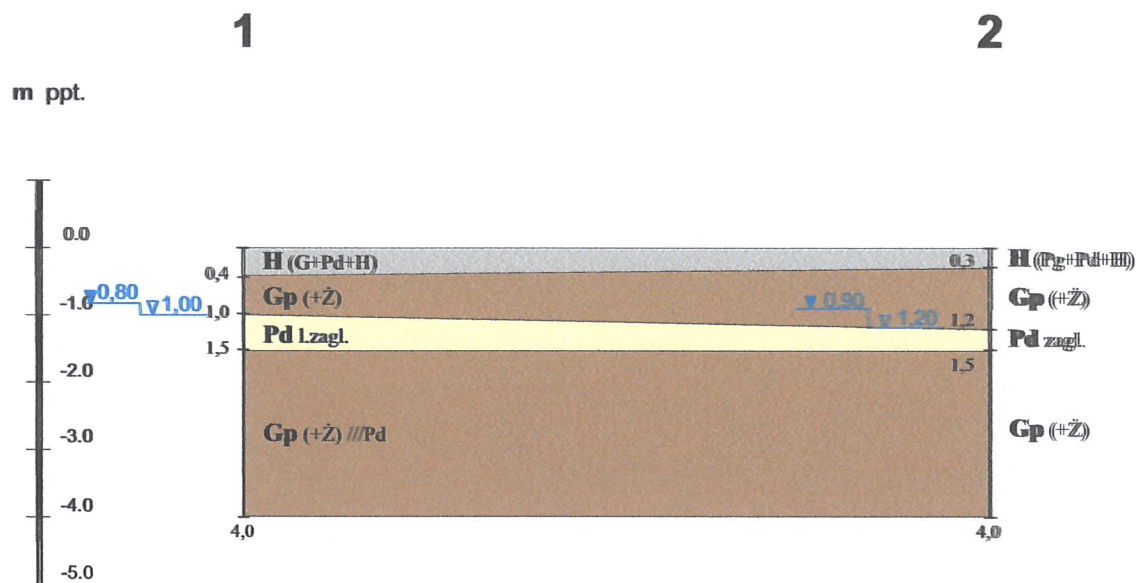 1 2
m ppt.
0.0
H (G+Pd+H) 0,3 H (Pg+Pd+H)
0,4
0,80 Gp (+Ż) 0,90 Gp (+Ż)
-1.0 1,00 1,0 1,20 1,2
Pd l.zagl. Pd zagl.
1,5 1,5
-2.0
-3.0 Gp (+Ż) ///Pd Gp (+Ż)
-4.0
4,0 4,0
-5.0